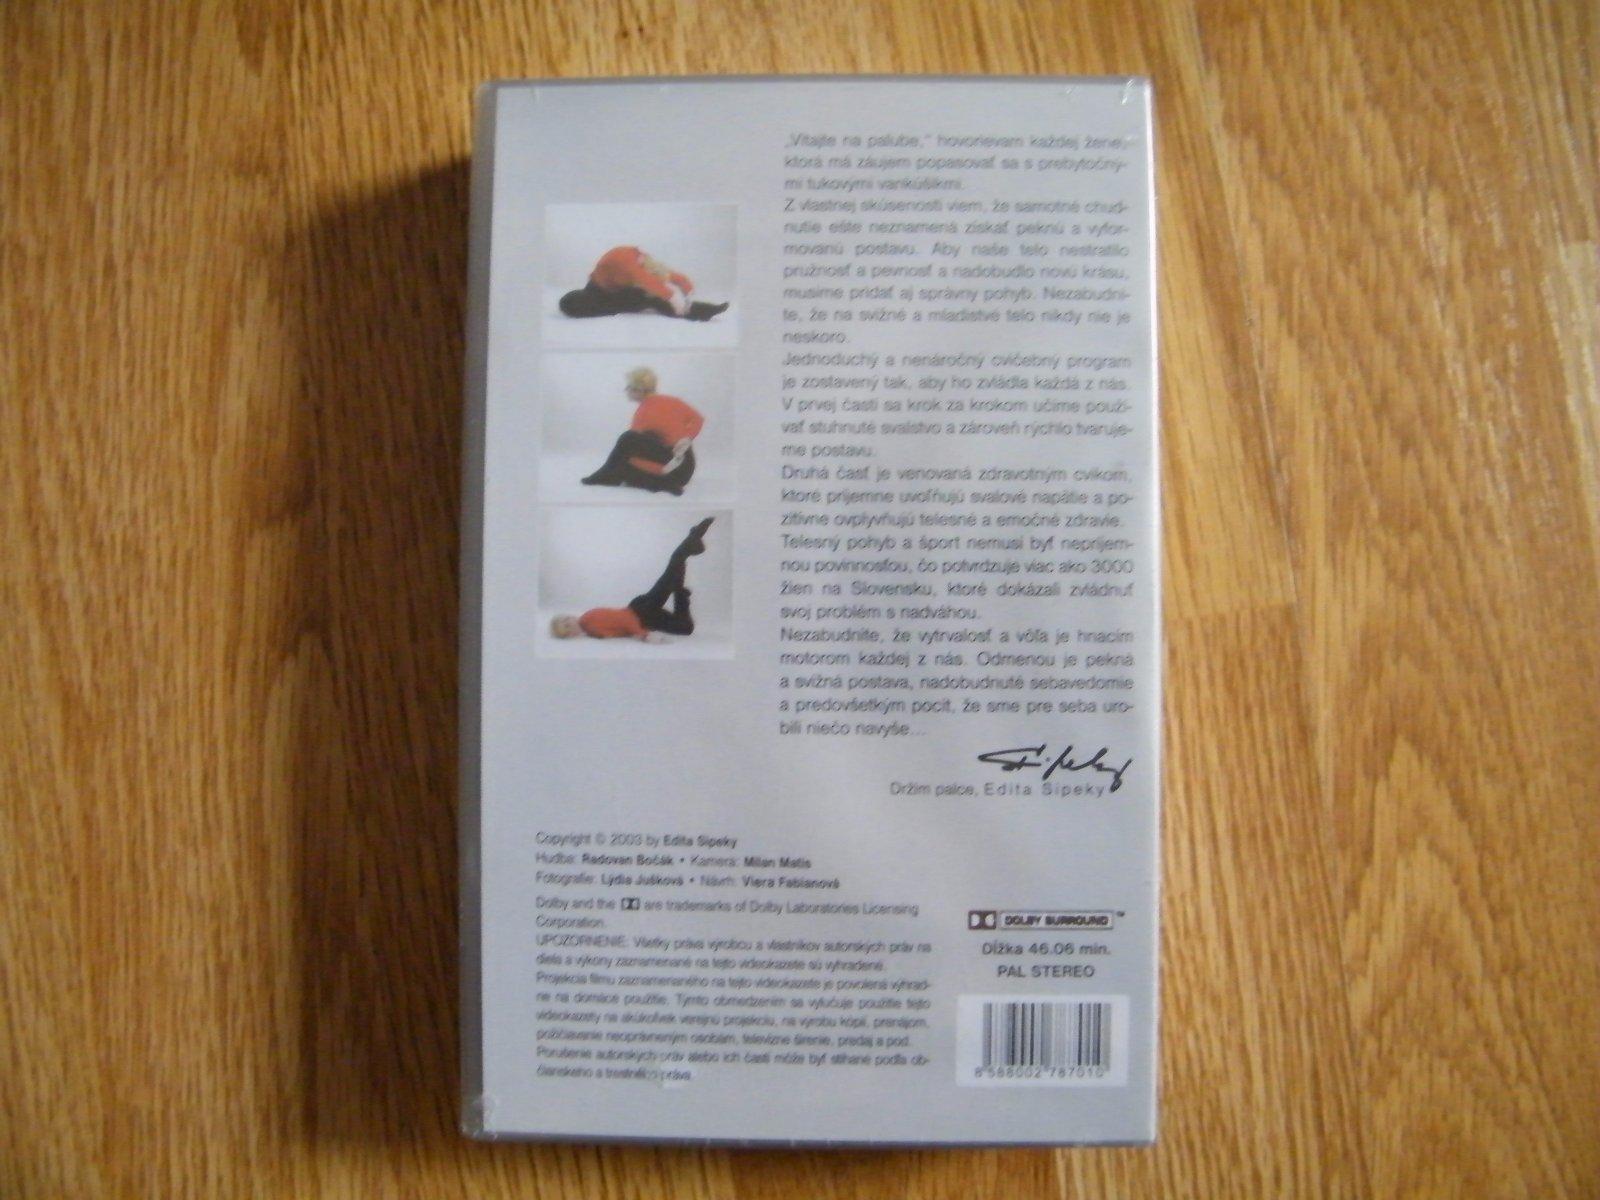 „Vitajte na palube,“ hovorievam každej žene,
ktorá má záujem popasovať sa s prebytočný-
mi tukovými vankúšikmi.
Z vlastnej skúsenosti viem, že samotné chud-
nutie ešte neznamená získať peknú a vyfor-
movanú postavu. Aby naše telo nestratilo
pružnosť a pevnosť a nadobudlo novú krásu,
musíme pridať aj správny pohyb. Nezabudni-
te, že na svižné a mladistvé telo nikdy nie je
neskoro.
Jednoduchý a nenáročný cvičebný program
je zostavený tak, aby ho zvládla každá z nás.
V prvej časti sa krok za krokom učíme použí-
vať stuhnuté svalstvo a zároveň rýchlo tvaruje-
me postavu.
Druhá časť je venovaná zdravotným cvikom,
ktoré príjemne uvoľňujú svalové napätie a po-
zitívne ovplyvňujú telesné a emočné zdravie.
Telesný pohyb a šport nemusí byť nepríjem-
nou povinnosťou, čo potvrdzuje viac ako 3000
žien na Slovensku, ktoré dokázali zvládnuť
svoj problém s nadváhou.
Nezabudnite, že vytrvalosť a vôľa je hnacím
motorom každej z nás. Odmenou je pekná
a svižná postava, nadobudnuté sebavedomie
a predovšetkým pocit, že sme pre seba uro-
bili niečo navyše...
Držím palce, Edita Sipeky
Copyright © 2003 by Edita Sipeky
Hudba: Radovan Bočák • Kamera: Milan Matis
Fotografie: Lýdia Jušková • Návrh: Viera Fabianová
Dolby and the are trademarks of Dolby Laboratories Licensing
Corporation.
UPOZORNENIE: Všetky práva výrobcu a vlastníkov autorských práv na
diela a výkony zaznamenané na tejto videokazete sú vyhradené.
Projekcia filmu zaznamenaného na tejto videokazete je povolená výhrad-
ne na domáce použitie. Týmto obmedzením sa vylučuje použitie tejto
videokazety na akúkoľvek verejnú projekciu, na výrobu kópií, prenájom,
požičiavanie neoprávneným osobám, televízne šírenie, predaj a pod.
Porušenie autorských práv alebo ich častí môže byť stíhané podľa ob-
čianskeho a trestného práva.
DOLBY SURROUND ™
Dĺžka 46.06 min.
PAL STEREO
8 588002 787010